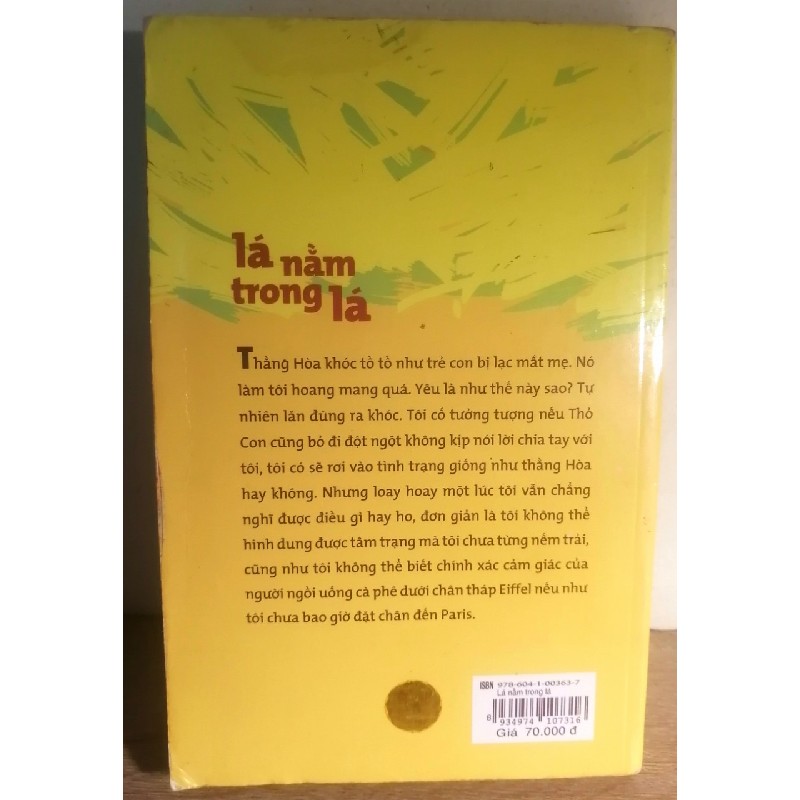 lá nằm
trong lá
Thằng Hòa khóc tồ tồ như trẻ con bị lạc mất mẹ. Nó
làm tôi hoang mang quá. Yêu là như thế này sao? Tự
nhiên lăn đùng ra khóc. Tôi cố tưởng tượng nếu Thỏ
Con cũng bỏ đi đột ngột không kịp nói lời chia tay với
tôi, tôi có sẽ rơi vào tình trạng giống như thằng Hòa
hay không. Nhưng loay hoay một lúc tôi vẫn chẳng
nghĩ được điều gì hay ho, đơn giản là tôi không thể
hình dung được tâm trạng mà tôi chưa từng nếm trải,
cũng như tôi không thể biết chính xác cảm giác của
người ngồi uống cà phê dưới chân tháp Eiffel nếu như
tôi chưa bao giờ đặt chân đến Paris.
ISBN 978-604-1-00363-7
Lá nằm trong lá
8 934974 107316
Giá 70.000 đ